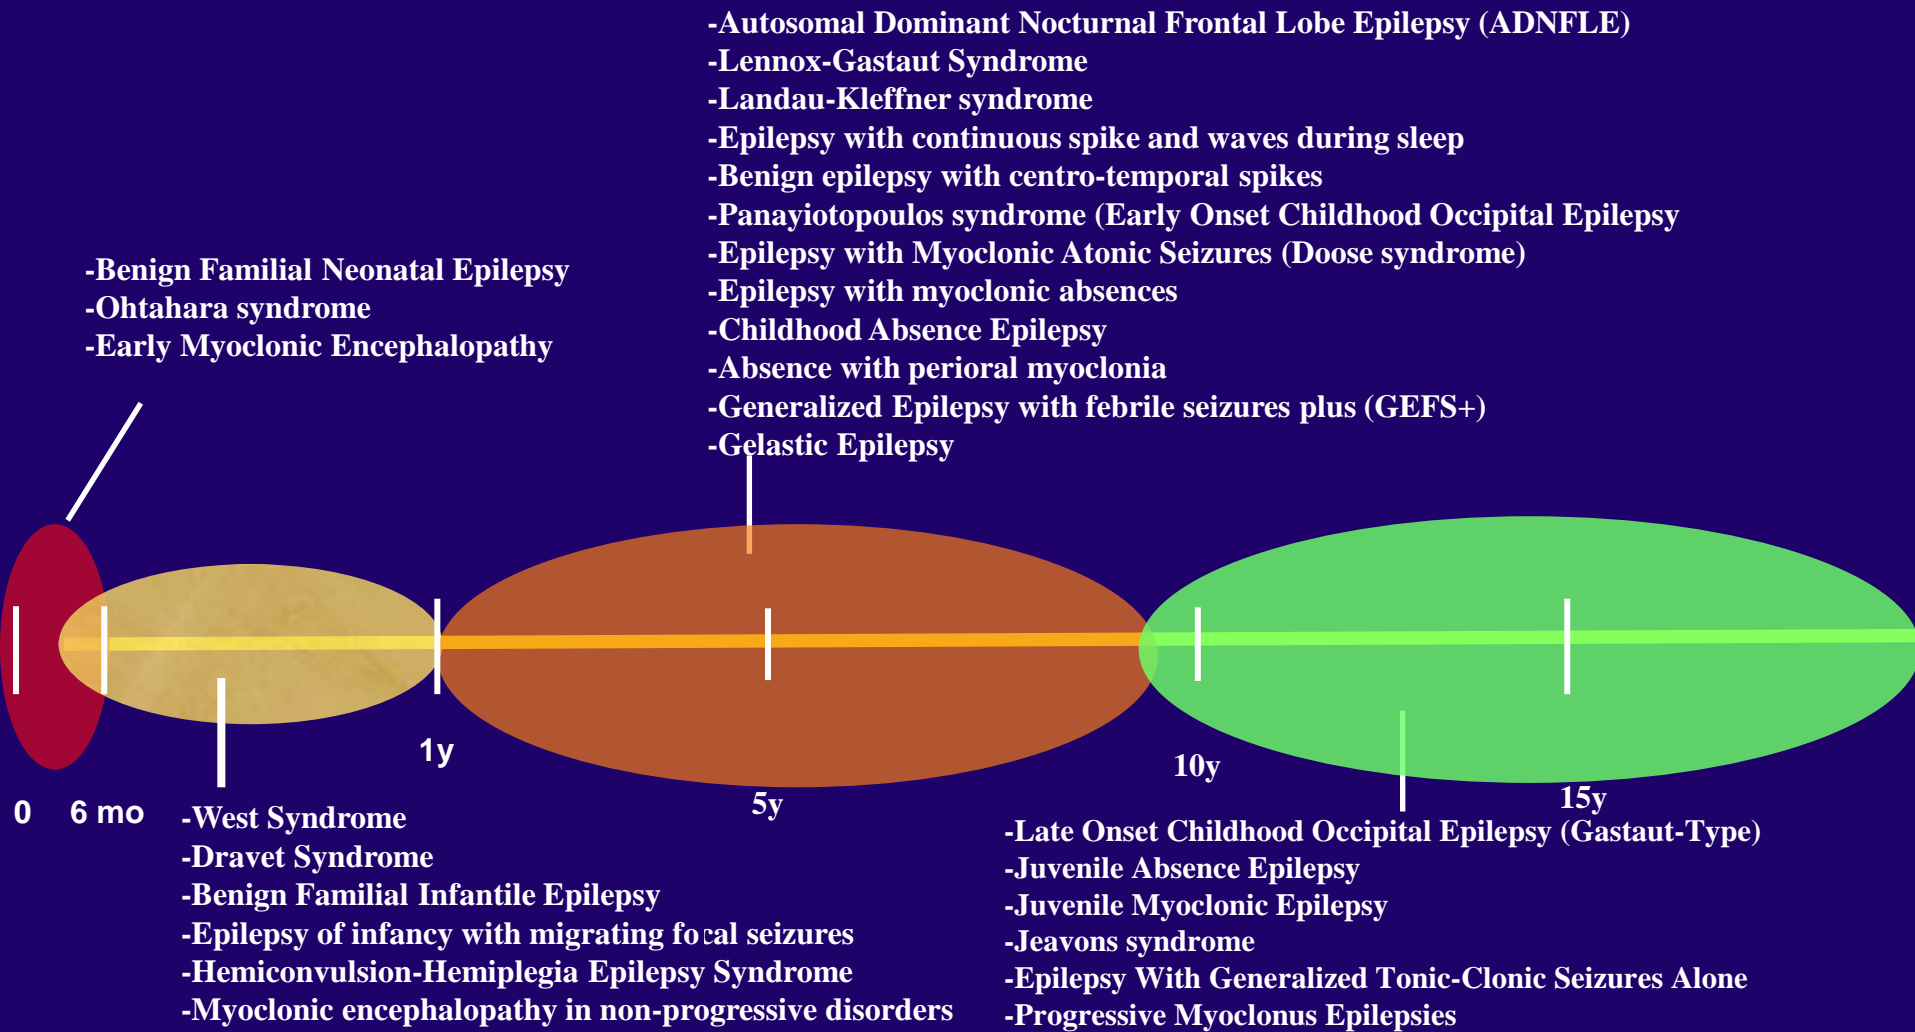 -Autosomal Dominant Nocturnal Frontal Lobe Epilepsy (ADNFLE)
-Lennox-Gastaut Syndrome
-Landau-Kleffner syndrome
-Epilepsy with continuous spike and waves during sleep
-Benign epilepsy with centro-temporal spikes
-Panayiotopoulos syndrome (Early Onset Childhood Occipital Epilepsy
-Epilepsy with Myoclonic Atonic Seizures (Doose syndrome)
-Epilepsy with myoclonic absences
-Childhood Absence Epilepsy
-Absence with perioral myoclonia
-Generalized Epilepsy with febrile seizures plus (GEFS+)
-Gelastic Epilepsy
-Benign Familial Neonatal Epilepsy
-Ohtahara syndrome
-Early Myoclonic Encephalopathy
0
6 mo
1y
5y
10y
15y
-West Syndrome
-Dravet Syndrome
-Benign Familial Infantile Epilepsy
-Epilepsy of infancy with migrating focal seizures
-Hemiconvulsion-Hemiplegia Epilepsy Syndrome
-Myoclonic encephalopathy in non-progressive disorders
-Late Onset Childhood Occipital Epilepsy (Gastaut-Type)
-Juvenile Absence Epilepsy
-Juvenile Myoclonic Epilepsy
-Jeavons syndrome
-Epilepsy With Generalized Tonic-Clonic Seizures Alone
-Progressive Myoclonus Epilepsies